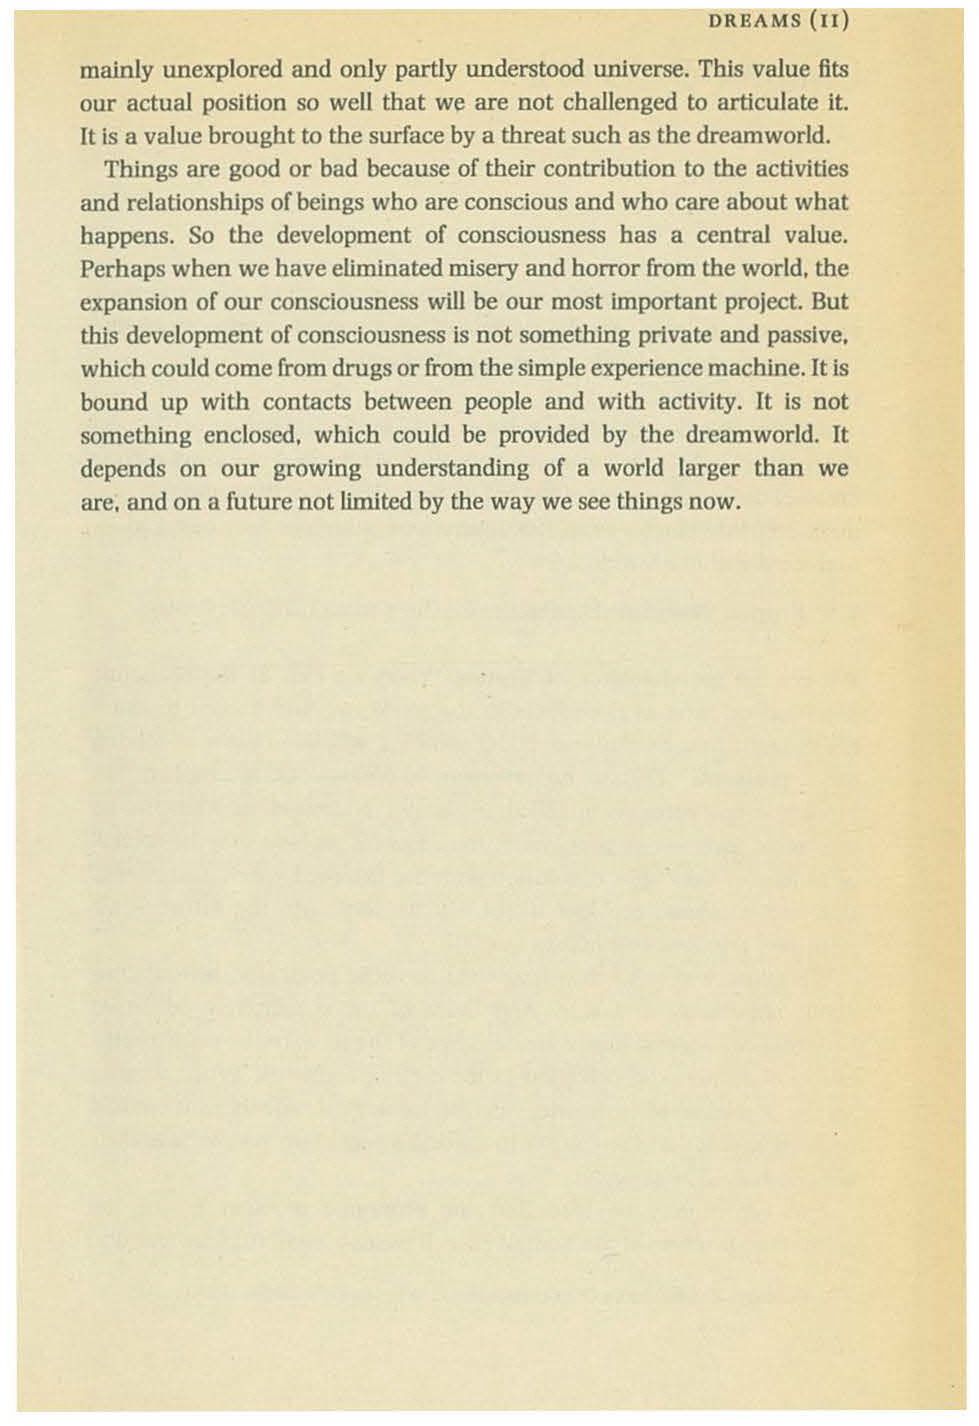 DREAMS (II)
mainly unexplored and only partly understood universe. This value fits
our actual position so well that we are not challenged to articulate it.
It is a value brought to the surface by a threat such as the dreamworld.
Things are good or bad because of their contribution to the activities
and relationships of beings who are conscious and who care about what
happens. So the development of consciousness has a central value.
Perhaps when we have eliminated misery and horror from the world, the
expansion of our consciousness will be our most important project. But
this development of consciousness is not something private and passive,
which could come from drugs or from the simple experience machine. It is
bound up with contacts between people and with activity. It is not
something enclosed, which could be provided by the dreamworld. It
depends on our growing understanding of a world larger than we
are, and on a future not limited by the way we see things now.